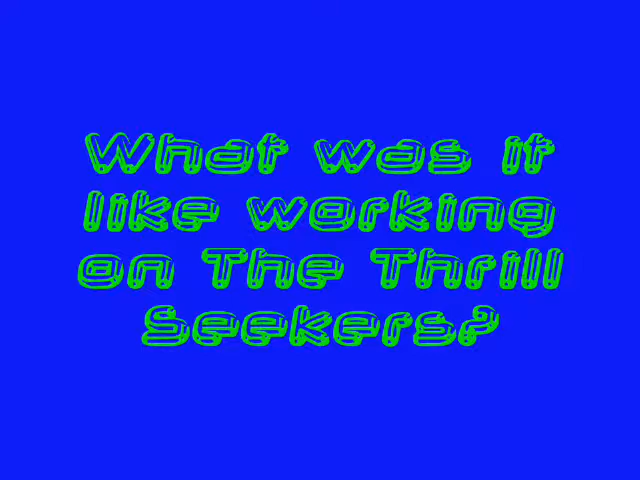 What was it
like working
on The Thrill
Seekers?